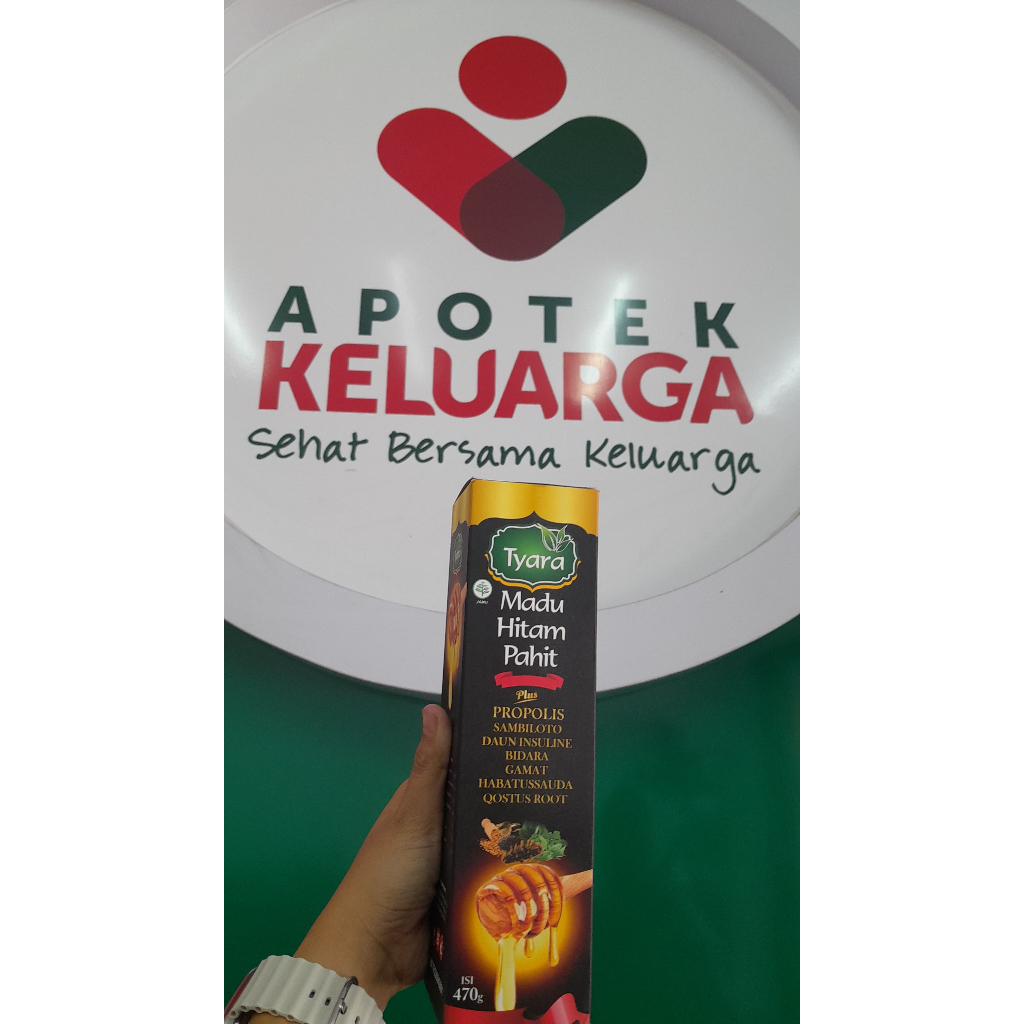 APOTEK
KELUARGA
Sehat Bersama Keluarga
Tyara
JAMU
Madu
Hitam
Pahit
Plus
PROPOLIS
SAMBILOTO
DAUN INSULINE
BIDARA
GAMAT
HABATUSSAUDA
QOSTUS ROOT
ISI
470g